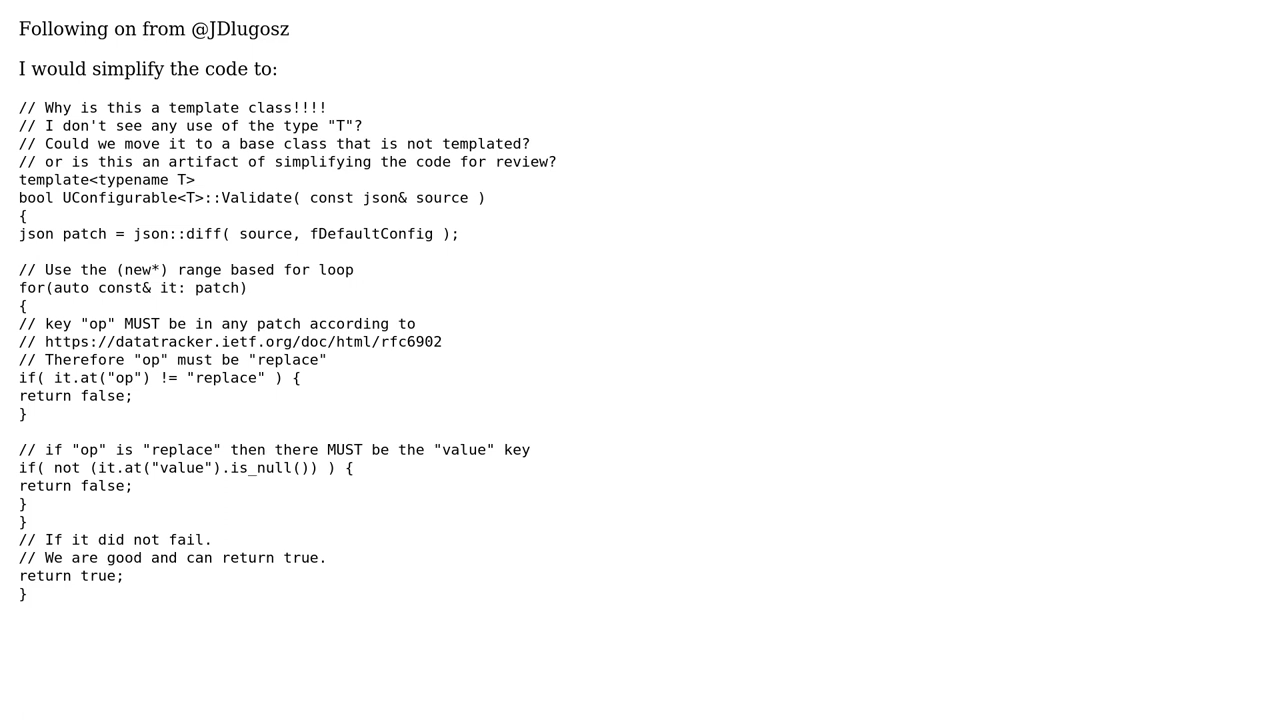 Following on from @JDlugosz
I would simplify the code to:
// Why is this a template class!!!!
// I don't see any use of the type "T"?
// Could we move it to a base class that is not templated?
// or is this an artifact of simplifying the code for review?
template<typename T>
bool UConfigurable<T>::Validate( const json& source )
{
json patch = json::diff( source, fDefaultConfig );
// Use the (new*) range based for loop
for(auto const& it: patch)
{
// key "op" MUST be in any patch according to
// https://datatracker.ietf.org/doc/html/rfc6902
// Therefore "op" must be "replace"
if( it.at("op") != "replace" ) {
return false;
}
// if "op" is "replace" then there MUST be the "value" key
if( not (it.at("value").is_null()) ) {
return false;
}
}
// If it did not fail.
// We are good and can return true.
return true;
}